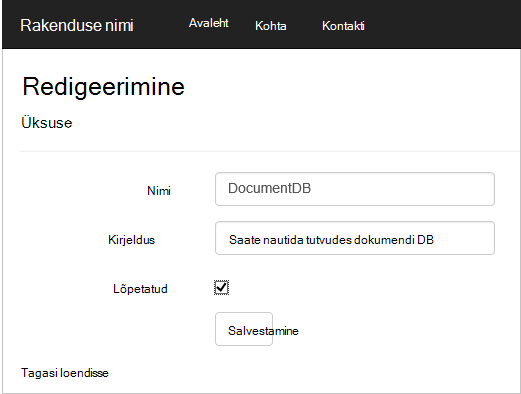 Rakenduse nimi Avaleht Kohta Kontakti
Redigeerimine
Üksuse
Nimi DocumentDB
Kirjeldus Saate nautida tutvudes dokumendi DB
Lõpetatud
Salvestamine
Tagasi loendisse